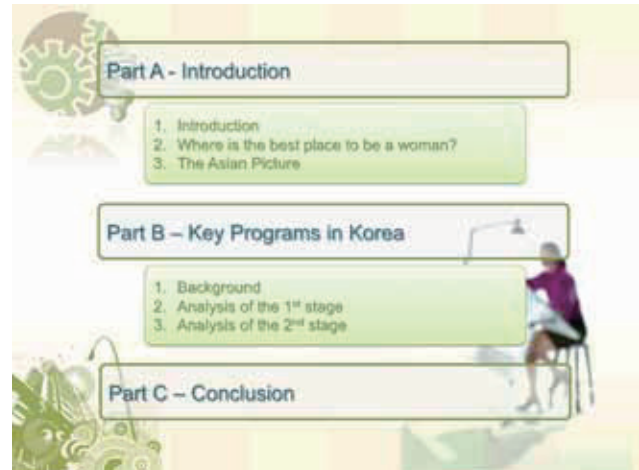 Part A - Introduction
1. Introduction
2. Where is the best place to be a woman?
3. The Asian Picture
Part B – Key Programs in Korea
1. Background
2. Analysis of the 1st stage
3. Analysis of the 2nd stage
Part C – Conclusion